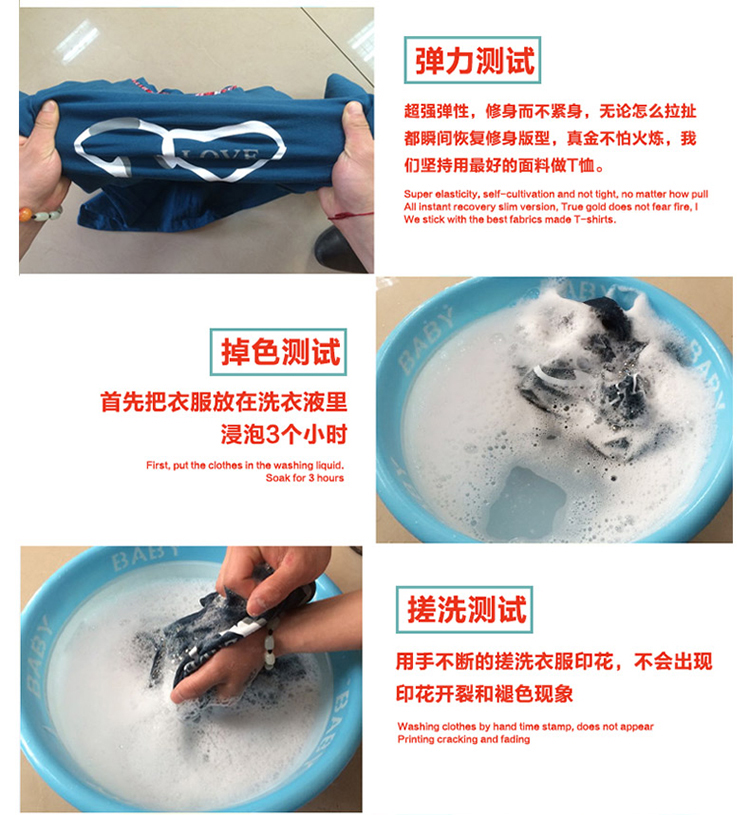 弹力测试
超强弹性，修身而不紧身，无论怎么拉扯
都瞬间恢复修身版型，真金不怕火炼，我
们坚持用最好的面料做T恤。
Super elasticity, self-cultivation and not tight, no matter how pull
All instant recovery slim version, True gold does not fear fire, I
We stick with the best fabrics made T-shirts.
LOVE
掉色测试
首先把衣服放在洗衣液里
浸泡3个小时
First, put the clothes in the washing liquid.
Soak for 3 hours
BABY
BABY
BABY
搓洗测试
用手不断的搓洗衣服印花，不会出现
印花开裂和褪色现象
Washing clothes by hand time stamp, does not appear
Printing cracking and fading
BABY
BABY
BABY